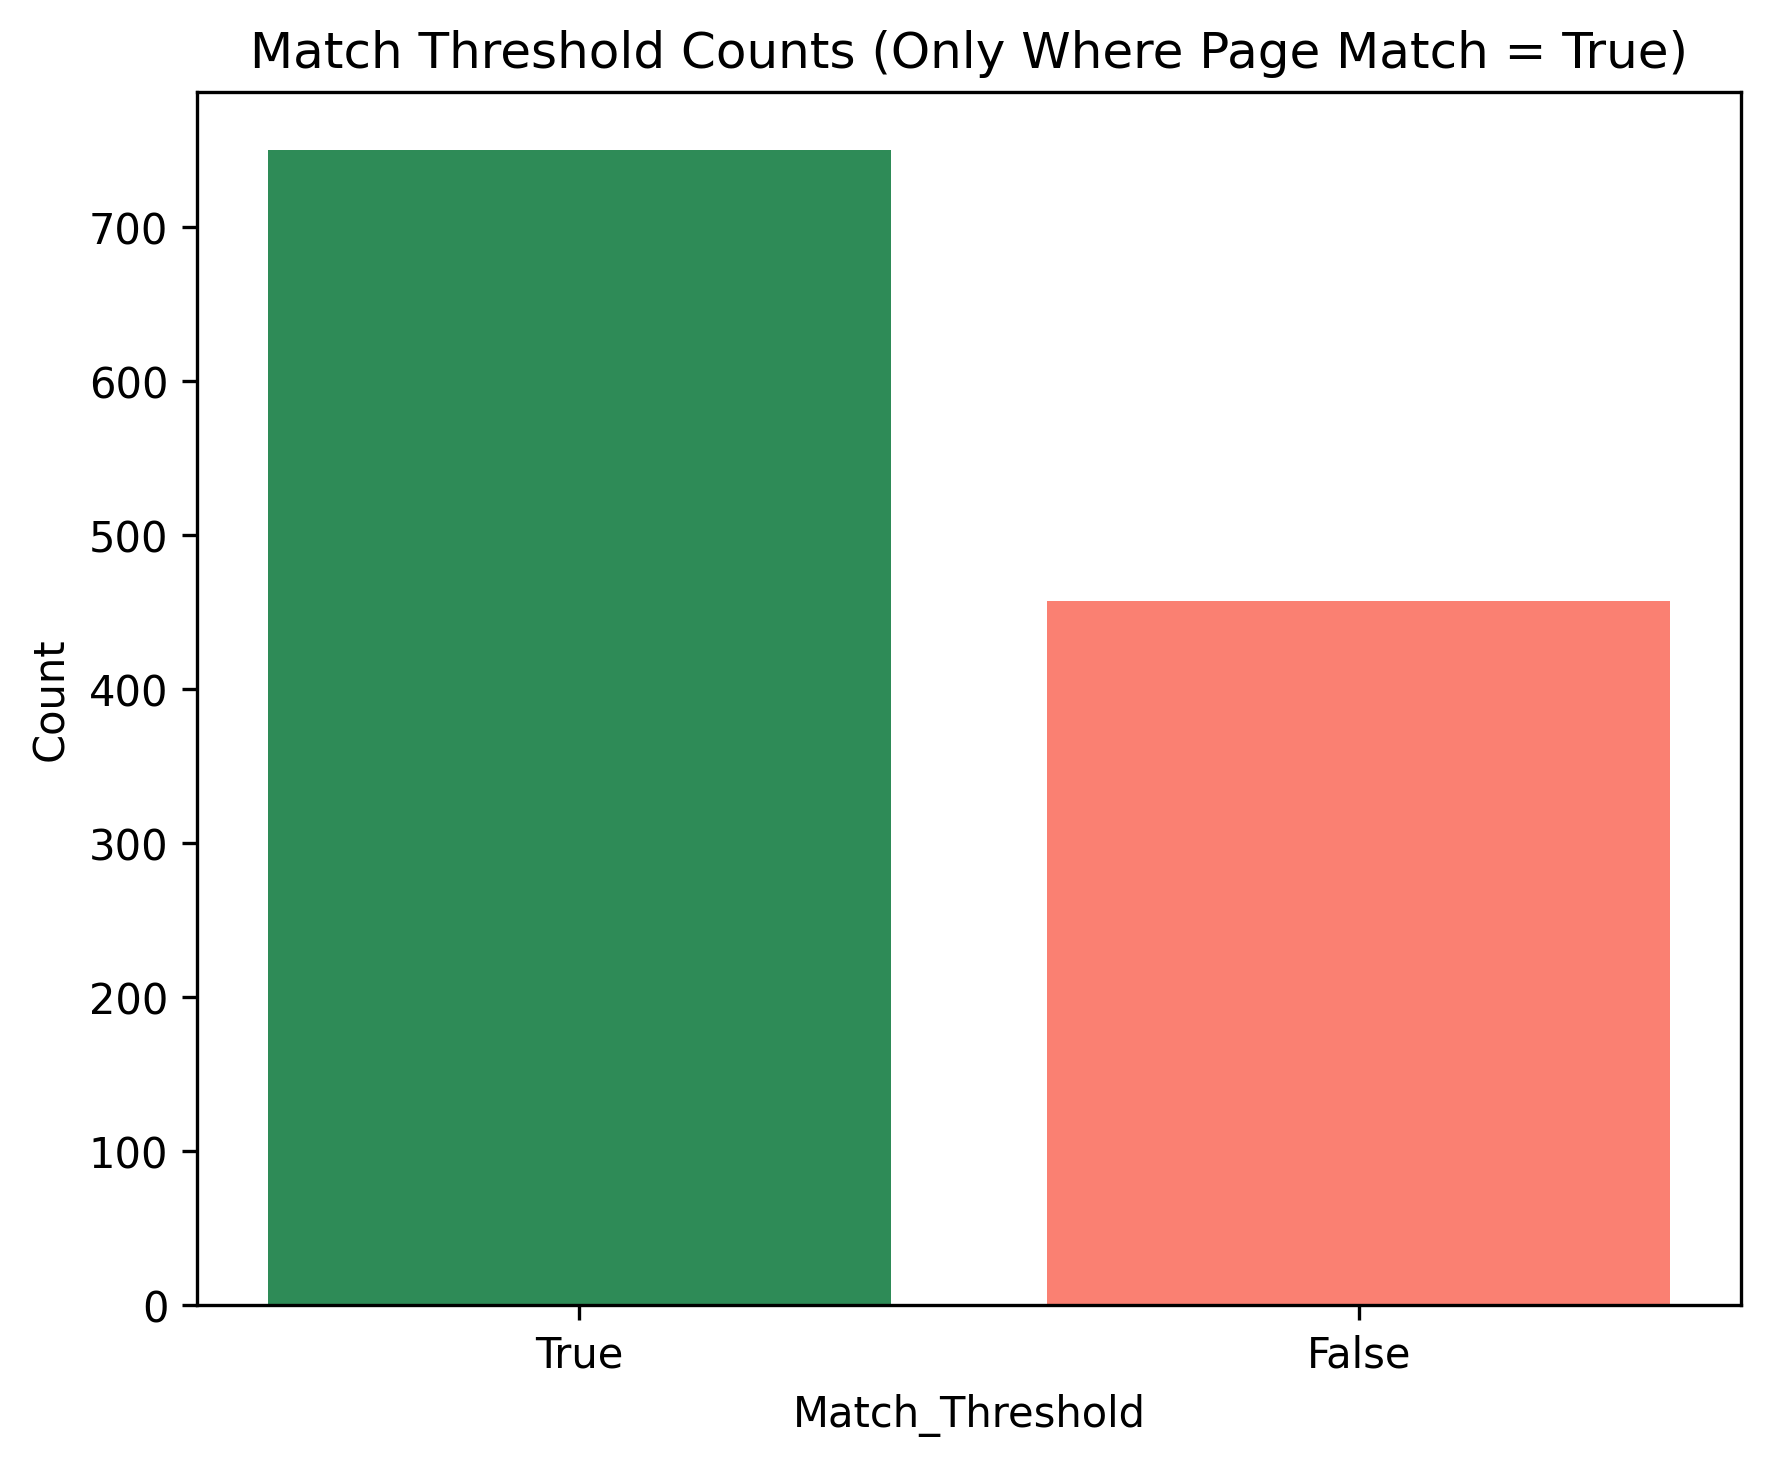 Match Threshold Counts (Only Where Page Match = True)
700
600
500
400
300
200
100
0
Count
True False
Match_Threshold